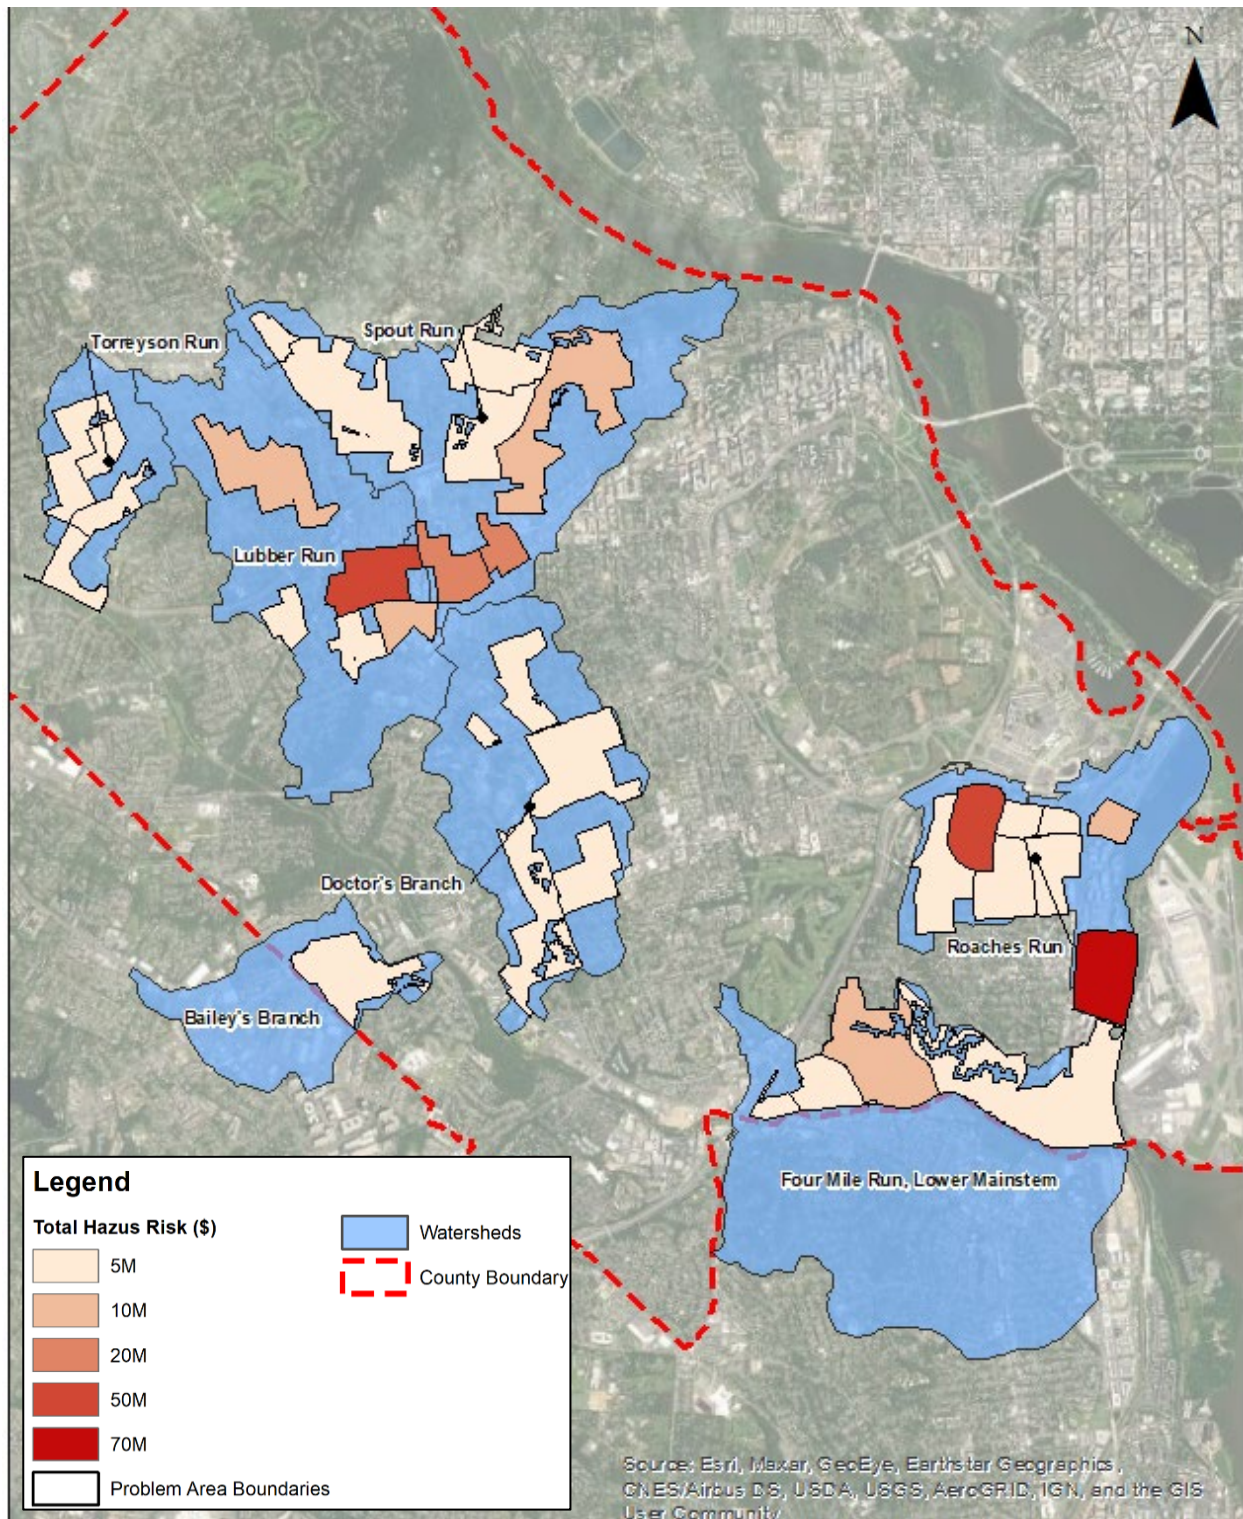 N
Spout Run
Torreyson Run
Lubber Run
Doctor's Branch
Roaches Run
Bailey's Branch
Four Mile Run, Lower Mainstem
Legend
Total Hazus Risk ($)
5M
10M
20M
50M
70M
Problem Area Boundaries
Watersheds
County Boundary
Source: Esri, Maxar, GeoEye, Earthstar Geographics,
CNES/Airbus DS, USDA, USGS, AeroGRID, IGN, and the GIS
User Community